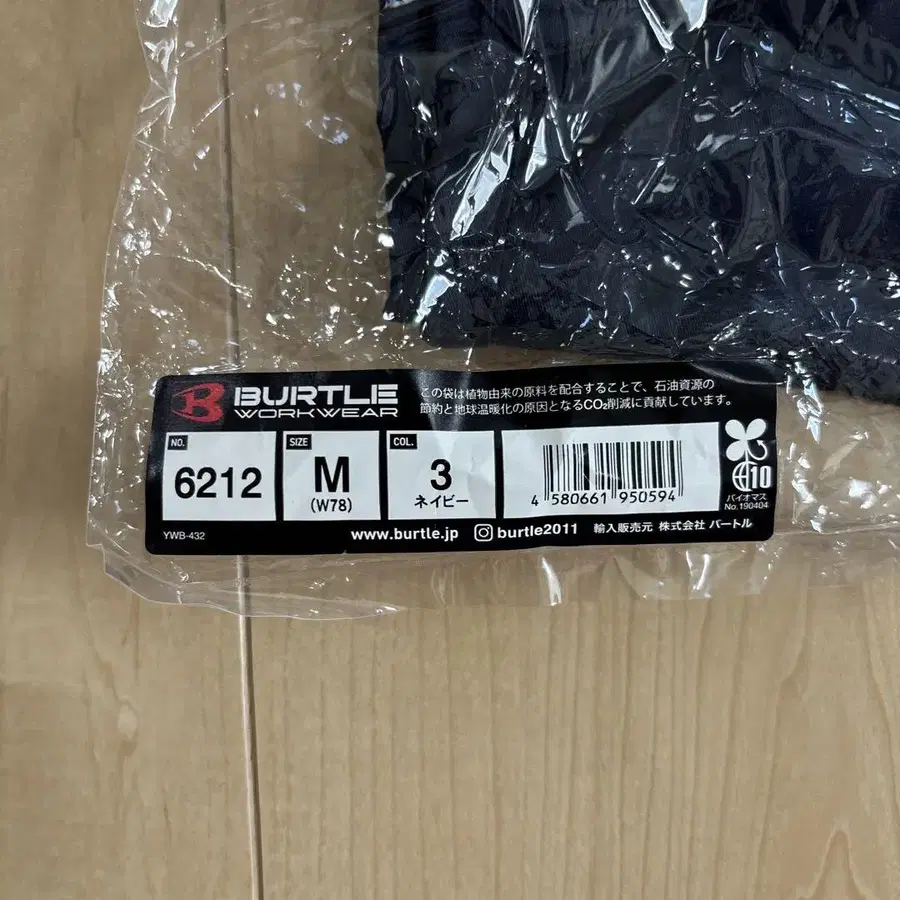 BURTLE
WORKWEAR
この袋は植物由来の原料を配合することで、石油資源の
節約と地球温暖化の原因となるCO₂削減に貢献しています。
NO.
6212
SIZE
M
(W78)
COL.
3
ネイビー
4 580661 950594
10
バイオマス
No.190404
YWB-432
www.burtle.jp
burtle2011
輸入販売元 株式会社 バートル